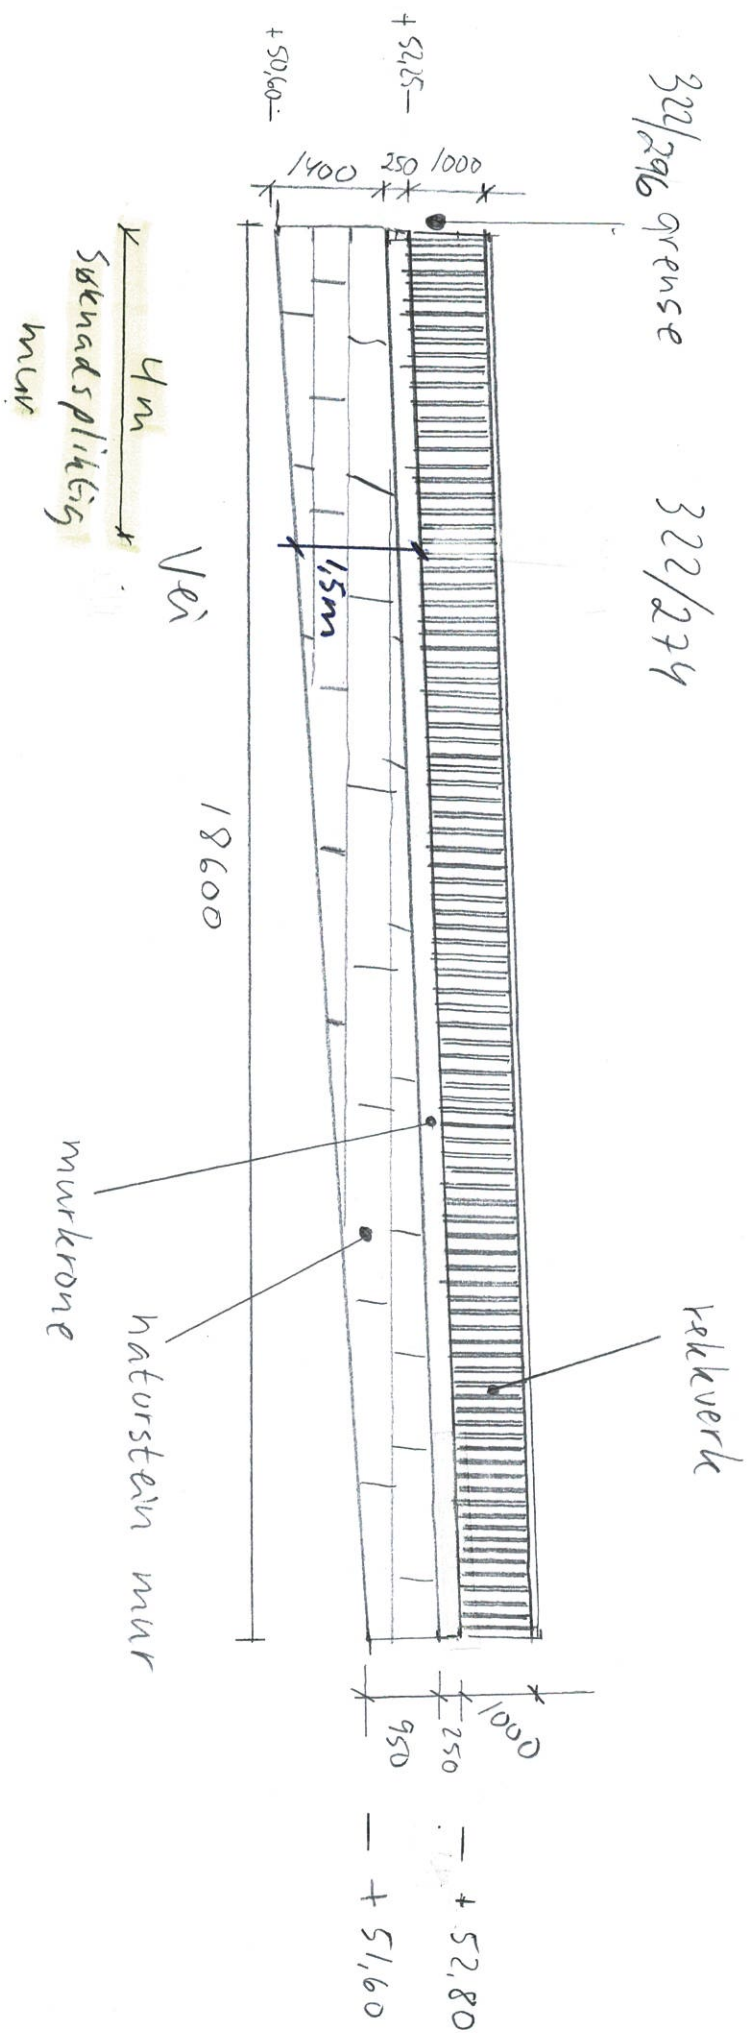 322/296 grense
322/274
+ 52,25
+ 50,60
1000
250
1400
rekkverk
1,5m
4m
Søknadspliktig
mur
Vei
18600
murkrone
naturstein mur
1000
250
950
+ 52,80
+ 51,60